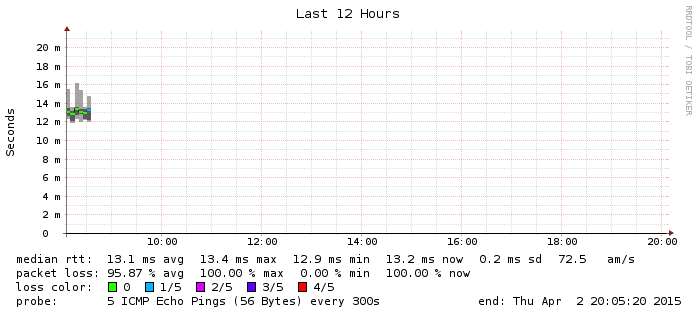 Last 12 Hours
RRDTOOL / TOBI OETIKER
Seconds
20 m
18 m
16 m
14 m
12 m
10 m
8 m
6 m
4 m
2 m
0
10:00 12:00 14:00 16:00 18:00 20:00
median rtt: 13.1 ms avg 13.4 ms max 12.9 ms min 13.2 ms now 0.2 ms sd 72.5 am/s
packet loss: 95.87 % avg 100.00 % max 0.00 % min 100.00 % now
loss color: 0 1/5 2/5 3/5 4/5
probe: 5 ICMP Echo Pings (56 Bytes) every 300s end: Thu Apr 2 20:05:20 2015